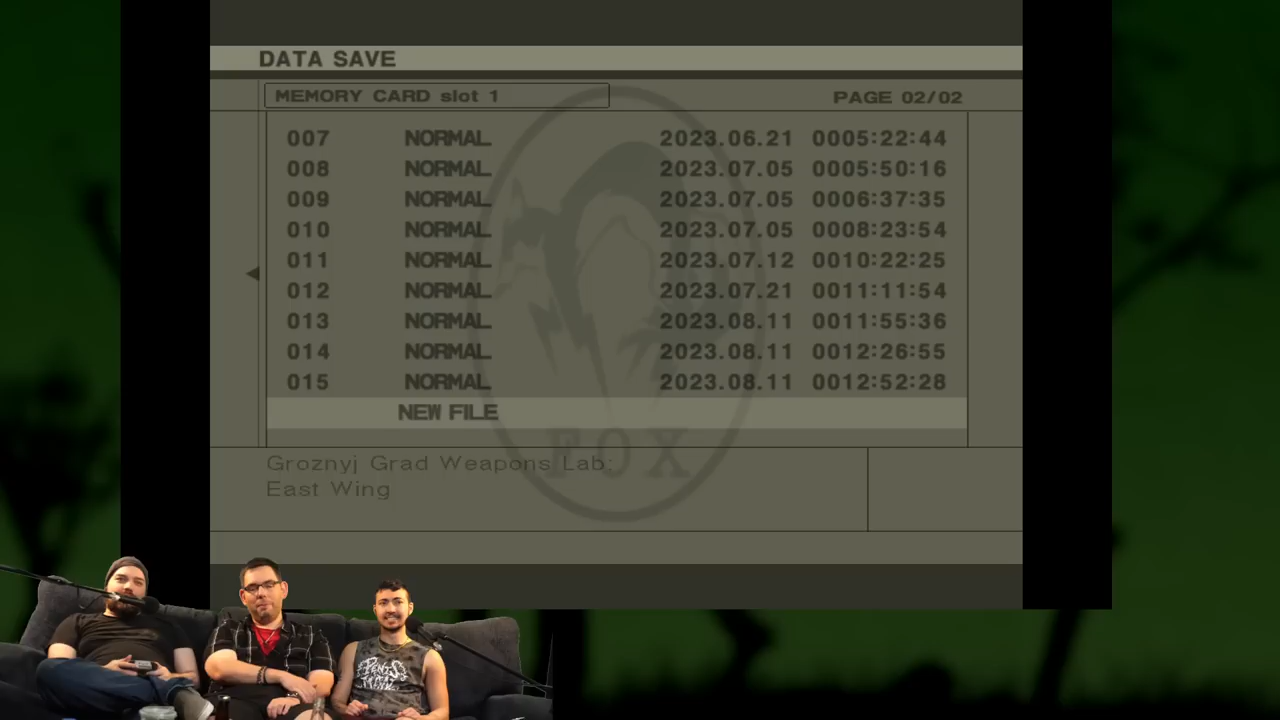 DATA SAVE
MEMORY CARD slot 1 PAGE 02/02
007 NORMAL 2023.06.21 0005:22:44
008 NORMAL 2023.07.05 0005:50:16
009 NORMAL 2023.07.05 0006:37:35
010 NORMAL 2023.07.05 0008:23:54
011 NORMAL 2023.07.12 0010:22:25
012 NORMAL 2023.07.21 0011:11:54
013 NORMAL 2023.08.11 0011:55:36
014 NORMAL 2023.08.11 0012:26:55
015 NORMAL 2023.08.11 0012:52:28
NEW FILE
FOX
Groznyj Grad Weapons Lab:
East Wing